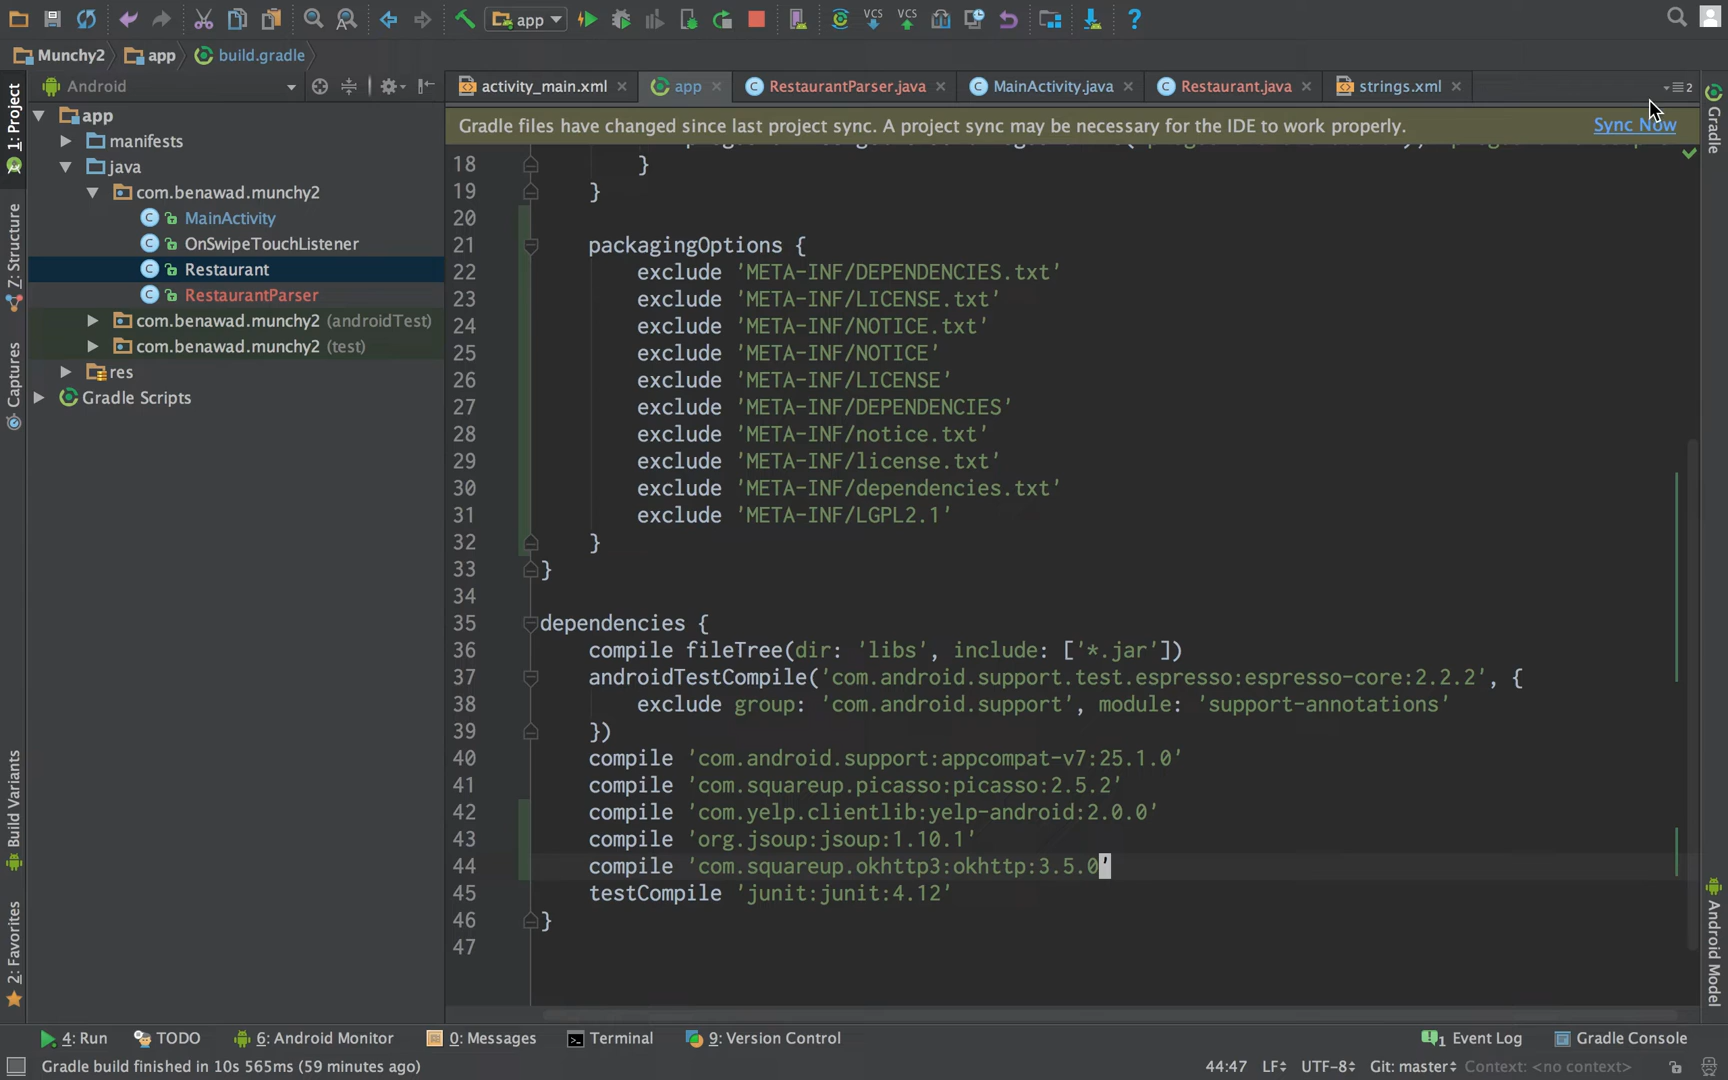 app
Munchy2 app build.gradle
Android
activity_main.xml app RestaurantParser.java MainActivity.java Restaurant.java strings.xml 2
Gradle files have changed since last project sync. A project sync may be necessary for the IDE to work properly. Sync Now
1: Project
Z: Structure
Captures
Build Variants
2: Favorites
app
manifests
java
com.benawad.munchy2
MainActivity
OnSwipeTouchListener
Restaurant
RestaurantParser
com.benawad.munchy2 (androidTest)
com.benawad.munchy2 (test)
res
Gradle Scripts
18 }
19 }
20
21 packagingOptions {
22 exclude 'META-INF/DEPENDENCIES.txt'
23 exclude 'META-INF/LICENSE.txt'
24 exclude 'META-INF/NOTICE.txt'
25 exclude 'META-INF/NOTICE'
26 exclude 'META-INF/LICENSE'
27 exclude 'META-INF/DEPENDENCIES'
28 exclude 'META-INF/notice.txt'
29 exclude 'META-INF/license.txt'
30 exclude 'META-INF/dependencies.txt'
31 exclude 'META-INF/LGPL2.1'
32 }
33 }
34
35 dependencies {
36 compile fileTree(dir: 'libs', include: ['*.jar'])
37 androidTestCompile('com.android.support.test.espresso:espresso-core:2.2.2', {
38 exclude group: 'com.android.support', module: 'support-annotations'
39 })
40 compile 'com.android.support:appcompat-v7:25.1.0'
41 compile 'com.squareup.picasso:picasso:2.5.2'
42 compile 'com.yelp.clientlib:yelp-android:2.0.0'
43 compile 'org.jsoup:jsoup:1.10.1'
44 compile 'com.squareup.okhttp3:okhttp:3.5.0'
45 testCompile 'junit:junit:4.12'
46 }
47
Gradle
Android Model
4: Run TODO 6: Android Monitor 0: Messages Terminal 9: Version Control 1 Event Log Gradle Console
Gradle build finished in 10s 565ms (59 minutes ago) 44:47 LF UTF-8 Git: master Context: <no context>